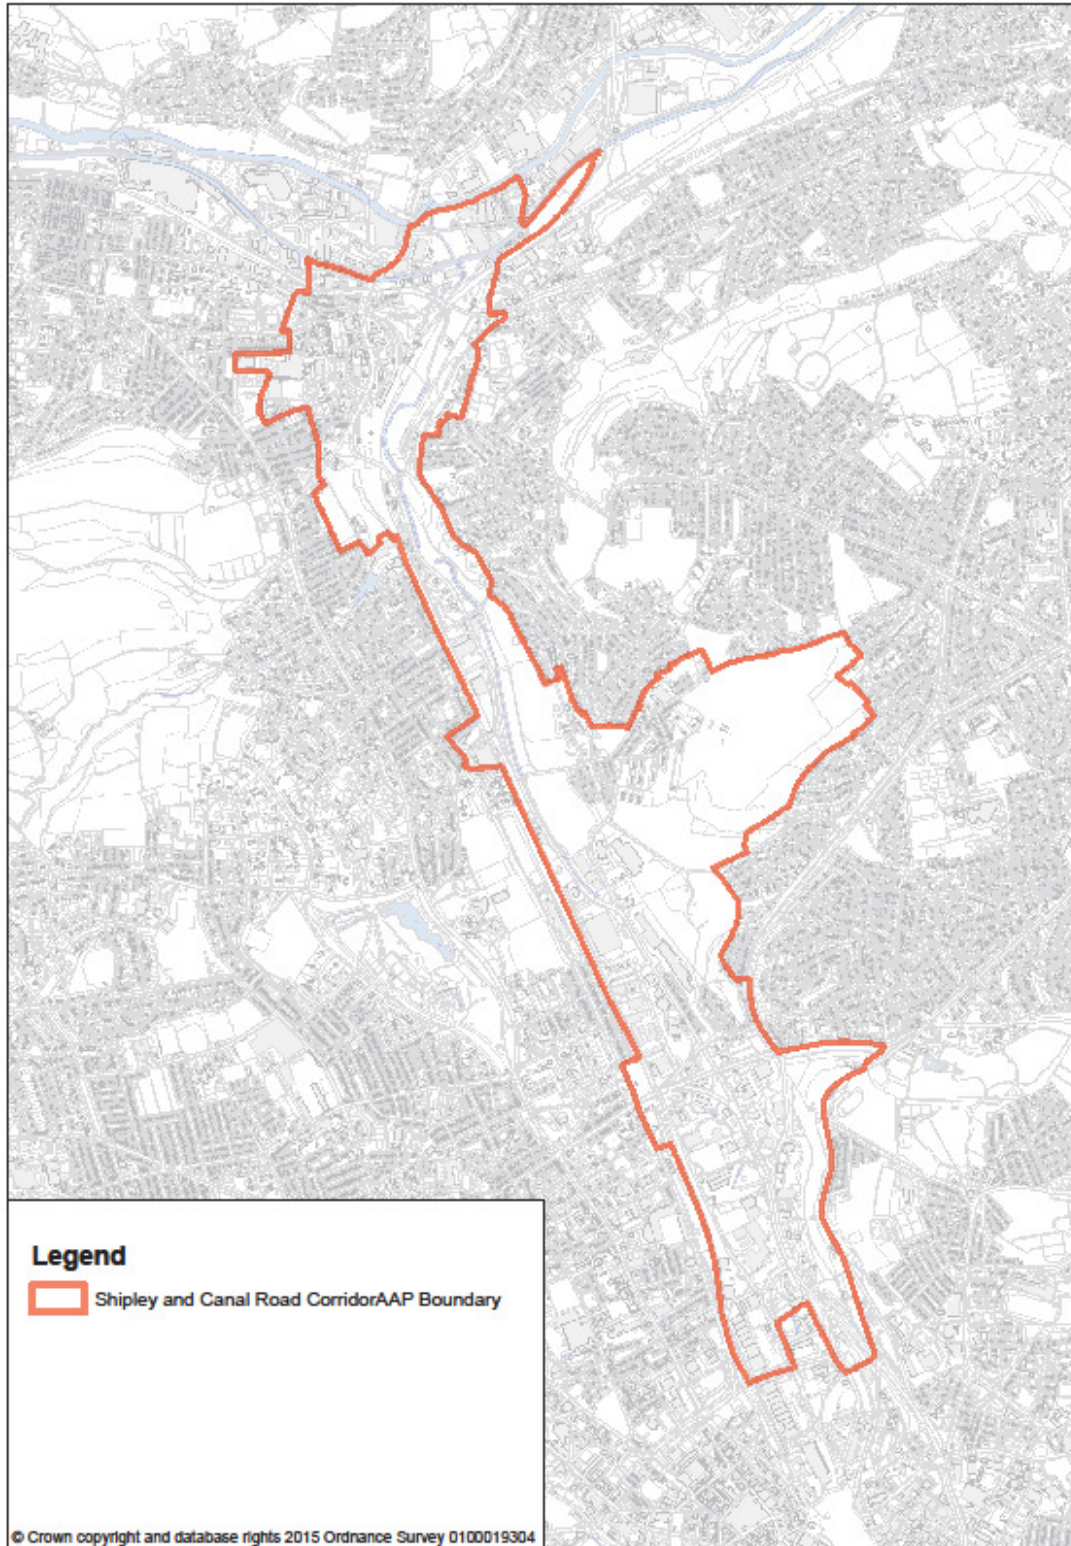 Legend
Shipley and Canal Road CorridorAAP Boundary
© Crown copyright and database rights 2015 Ordnance Survey 0100019304